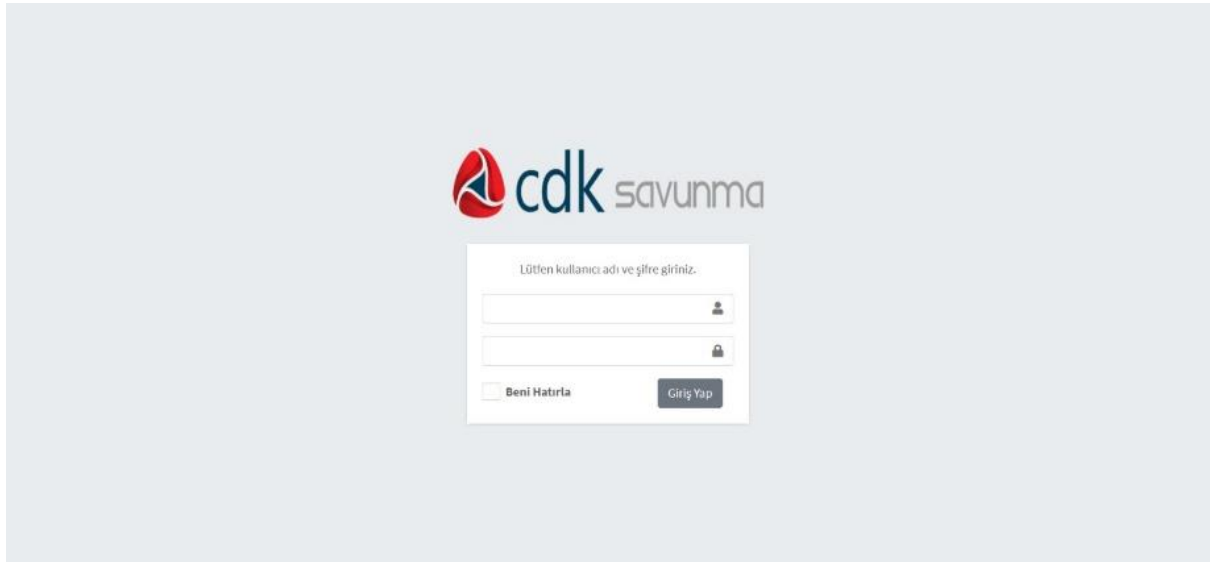 cdk savunma
Lütfen kullanıcı adı ve şifre giriniz.
Beni Hatırla
Giriş Yap